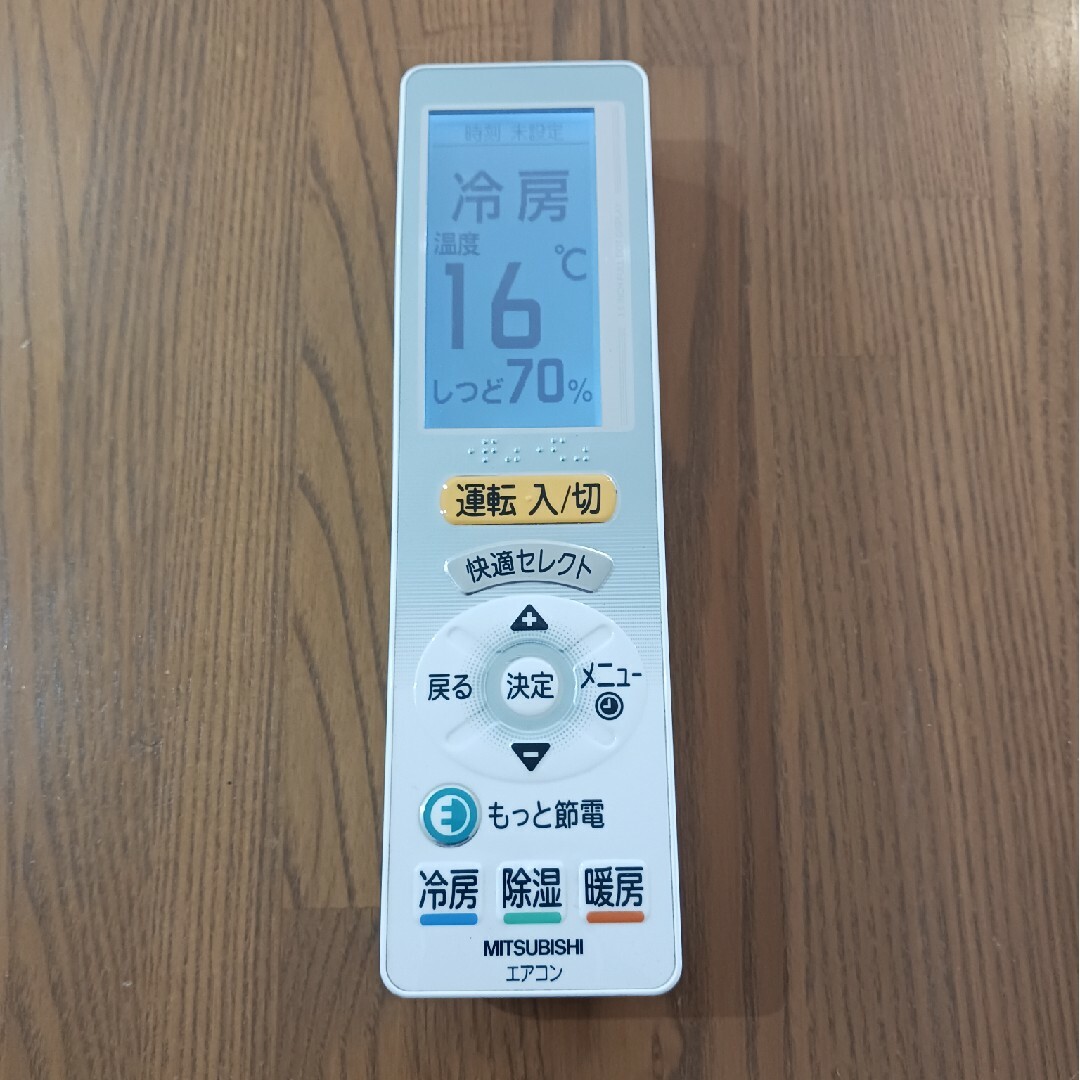 時刻 未設定
冷房
温度
16℃
しつど70%
運転 入/切
快適セレクト
+
戻る 決定 メニュー
-
もっと節電
冷房 除湿 暖房
MITSUBISHI
エアコン